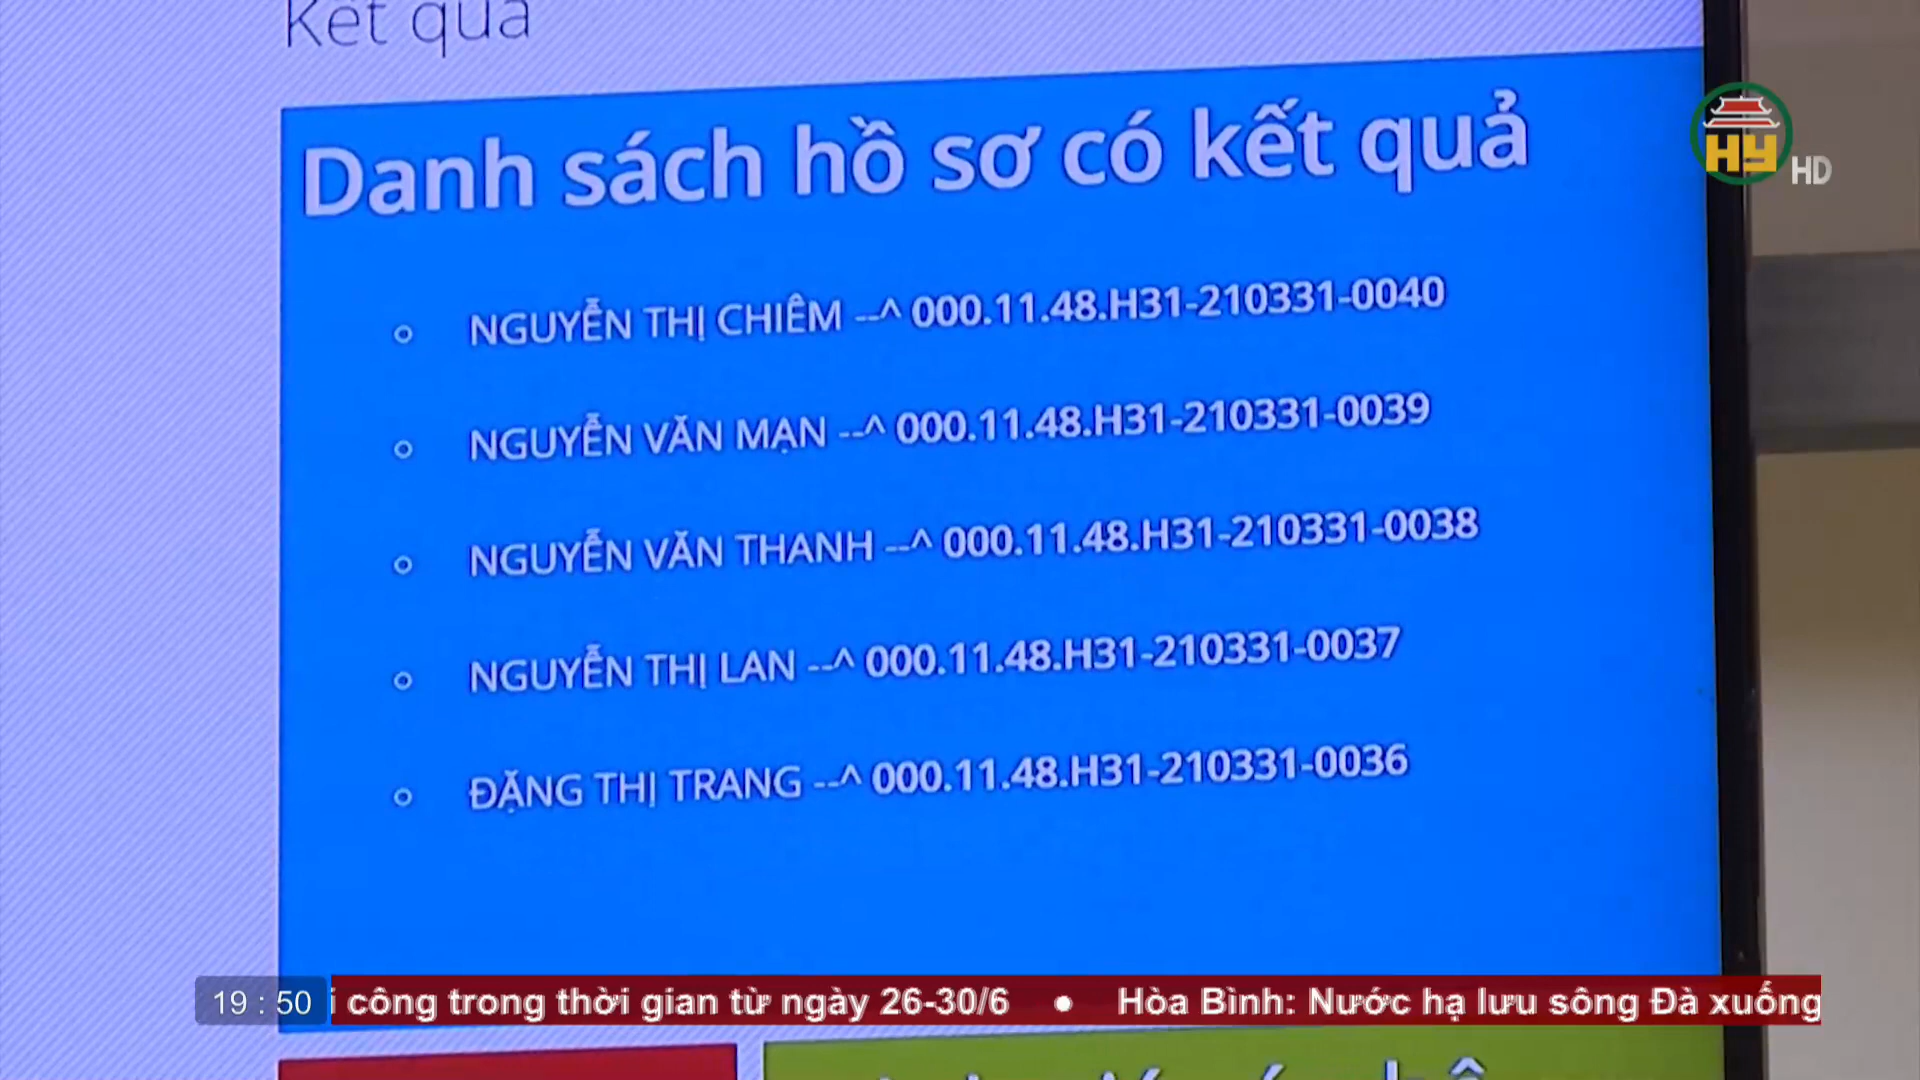 Kết quả
Danh sách hồ sơ có kết quả
NGUYỄN THỊ CHIÊM --^ 000.11.48.H31-210331-0040
NGUYỄN VĂN MẠN --^ 000.11.48.H31-210331-0039
NGUYỄN VĂN THANH --^ 000.11.48.H31-210331-0038
NGUYỄN THỊ LAN --^ 000.11.48.H31-210331-0037
ĐẶNG THỊ TRANG --^ 000.11.48.H31-210331-0036
HY HD
19 : 50 i công trong thời gian từ ngày 26-30/6 ● Hòa Bình: Nước hạ lưu sông Đà xuống